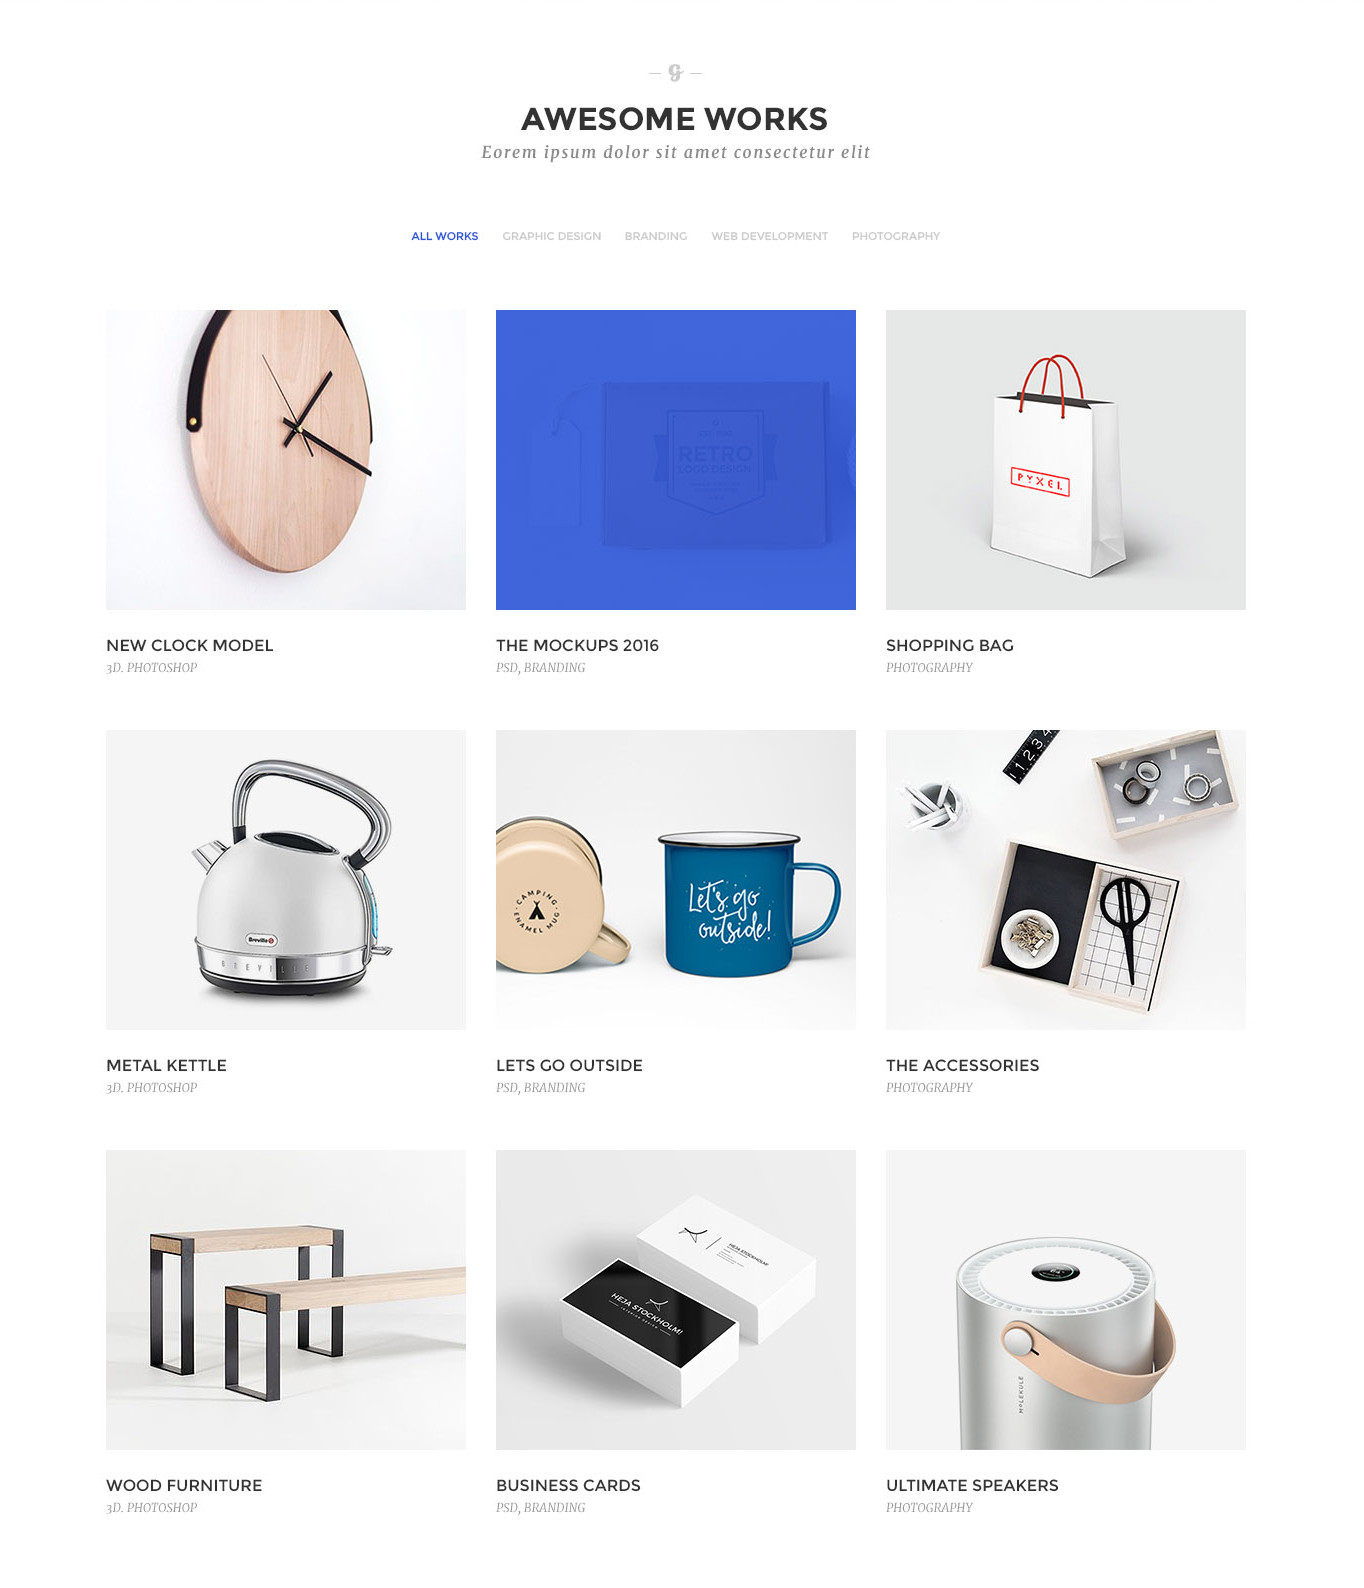 AWESOME WORKS
Eorem ipsum dolor sit amet consectetur elit
ALL WORKS GRAPHIC DESIGN BRANDING WEB DEVELOPMENT PHOTOGRAPHY
RETRO
LOGO DESIGN
PYXEL
NEW CLOCK MODEL
3D. PHOTOSHOP
THE MOCKUPS 2016
PSD, BRANDING
SHOPPING BAG
PHOTOGRAPHY
Breville
BREVILLE
CAMPING
ENAMEL MUG
Let's go
outside!
1 2 3 4
METAL KETTLE
3D. PHOTOSHOP
LETS GO OUTSIDE
PSD, BRANDING
THE ACCESSORIES
PHOTOGRAPHY
HEJA STOCKHOLM!
HEJA STOCKHOLM!
INTERIOR DESIGN
MOLEKULE
WOOD FURNITURE
3D. PHOTOSHOP
BUSINESS CARDS
PSD, BRANDING
ULTIMATE SPEAKERS
PHOTOGRAPHY